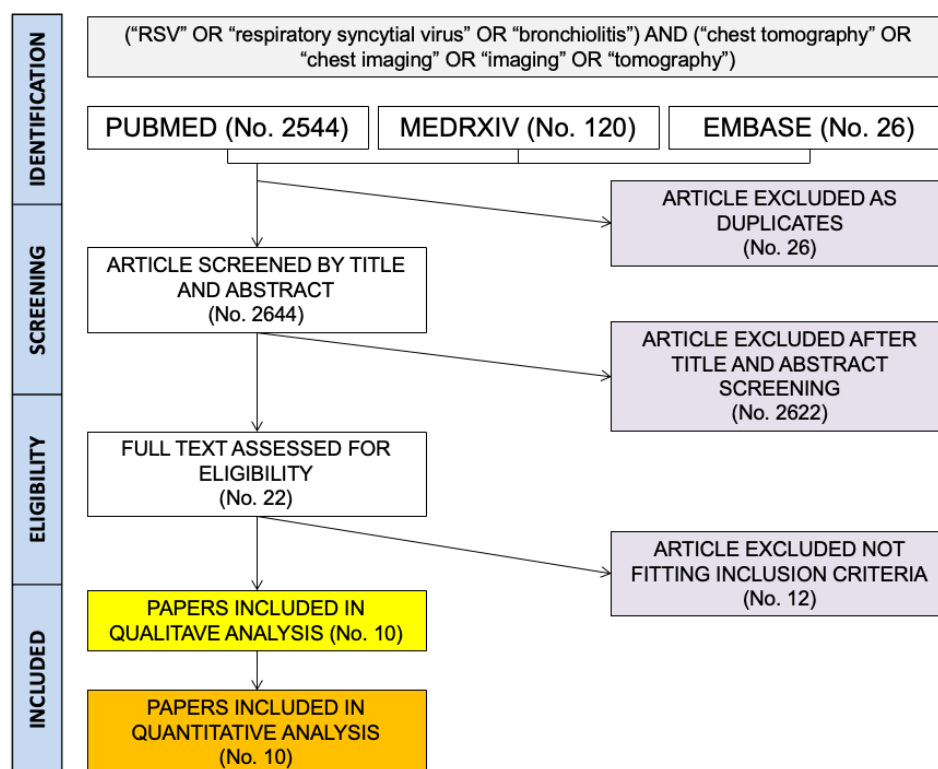 (“RSV” OR “respiratory syncytial virus” OR “bronchiolitis”) AND (“chest tomography” OR
“chest imaging” OR “imaging” OR “tomography”)
IDENTIFICATION
PUBMED (No. 2544)
MEDRXIV (No. 120)
EMBASE (No. 26)
ARTICLE EXCLUDED AS
DUPLICATES
(No. 26)
SCREENING
ARTICLE SCREENED BY TITLE
AND ABSTRACT
(No. 2644)
ARTICLE EXCLUDED AFTER
TITLE AND ABSTRACT
SCREENING
(No. 2622)
ELIGIBILITY
FULL TEXT ASSESSED FOR
ELIGIBILITY
(No. 22)
ARTICLE EXCLUDED NOT
FITTING INCLUSION CRITERIA
(No. 12)
INCLUDED
PAPERS INCLUDED IN
QUALITAVE ANALYSIS (No. 10)
PAPERS INCLUDED IN
QUANTITATIVE ANALYSIS
(No. 10)